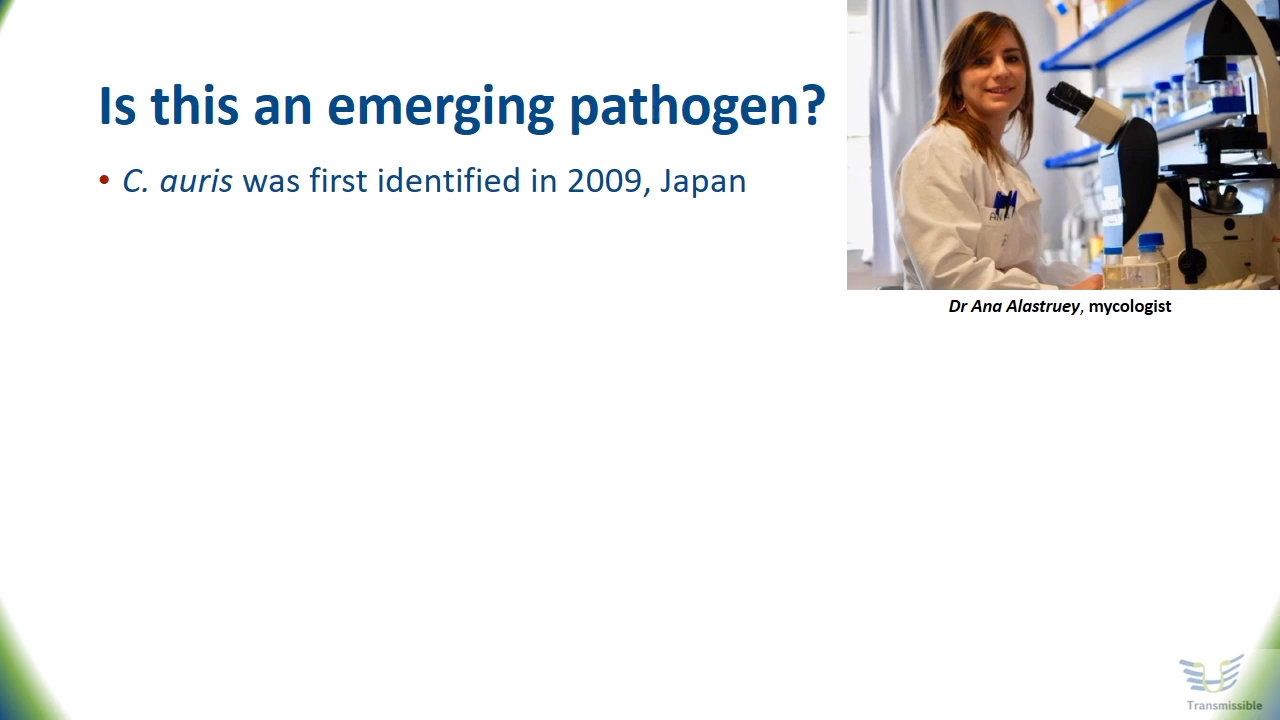 Is this an emerging pathogen?
• C. auris was first identified in 2009, Japan
Dr Ana Alastruey, mycologist
Transmissible